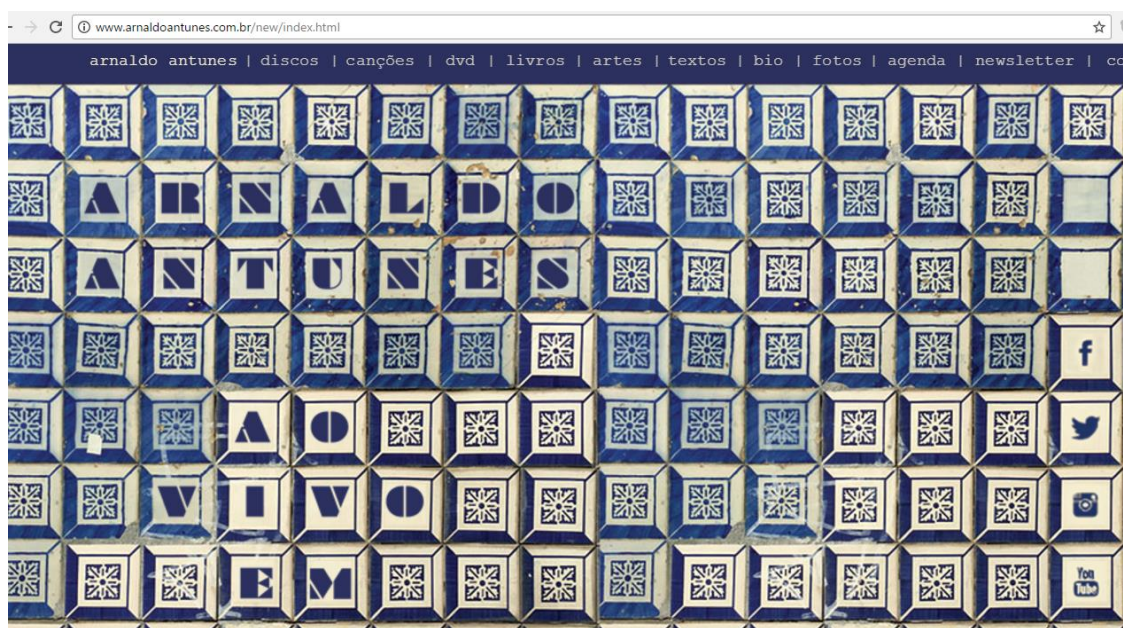 www.arnaldoantunes.com.br/new/index.html
arnaldo antunes | discos | canções | dvd | livros | artes | textos | bio | fotos | agenda | newsletter | co
ARNALDO
ANTUNES
f
AO
VIVO
EM
You
Tube